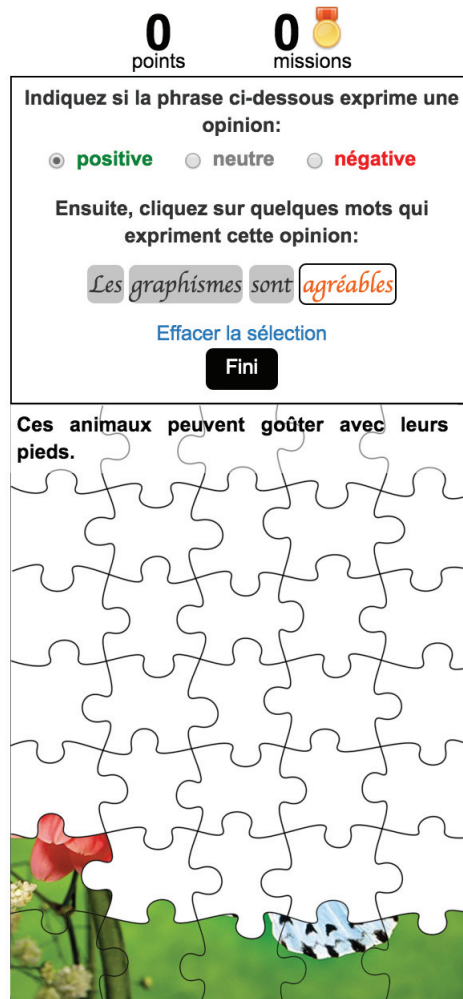 0 0
points missions
Indiquez si la phrase ci-dessous exprime une
opinion:
positive neutre négative
Ensuite, cliquez sur quelques mots qui
expriment cette opinion:
Les graphismes sont agréables
Effacer la sélection
Fini
Ces animaux peuvent goûter avec leurs
pieds.